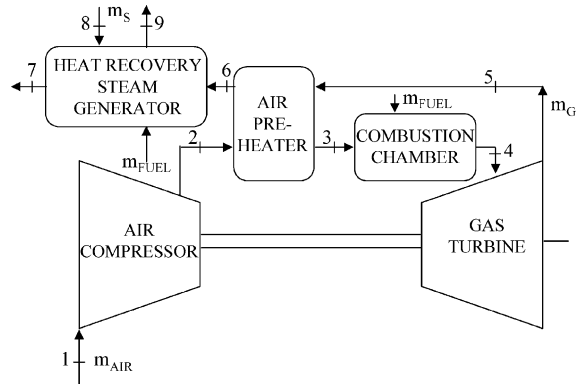 8
m_S
9
HEAT RECOVERY
STEAM
GENERATOR
7
6
5
AIR
PRE-
HEATER
m_FUEL
COMBUSTION
CHAMBER
m_G
2
3
4
m_FUEL
AIR
COMPRESSOR
GAS
TURBINE
1
m_AIR